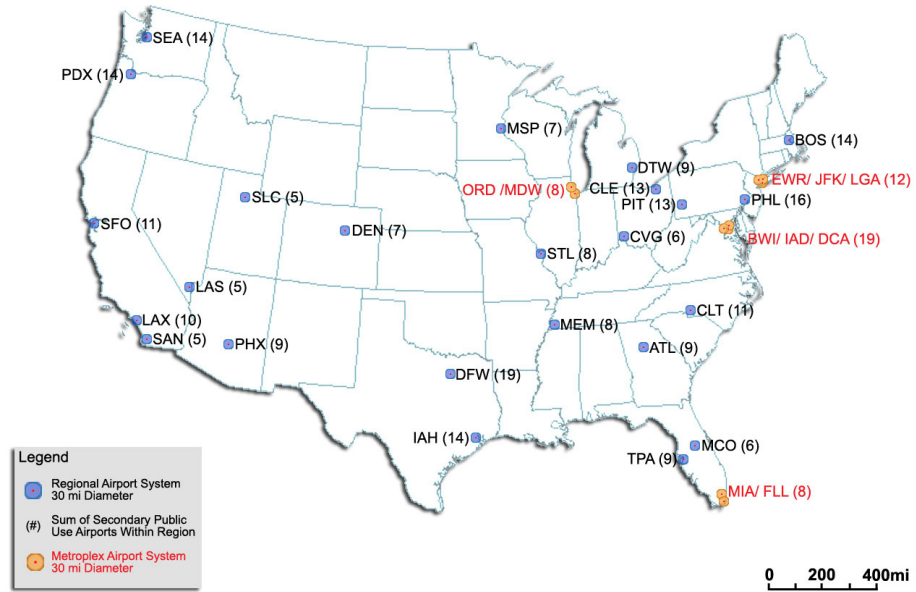 SEA (14)
PDX (14)
MSP (7)
BOS (14)
DTW (9)
EWR/ JFK/ LGA (12)
ORD /MDW (8)
CLE (13)
SLC (5)
PIT (13)
PHL (16)
SFO (11)
DEN (7)
CVG (6)
BWI/ IAD/ DCA (19)
STL (8)
LAS (5)
CLT (11)
LAX (10)
MEM (8)
SAN (5)
PHX (9)
ATL (9)
DFW (19)
IAH (14)
MCO (6)
TPA (9)
MIA/ FLL (8)
Legend
Regional Airport System
30 mi Diameter
(#) Sum of Secondary Public
Use Airports Within Region
Metroplex Airport System
30 mi Diameter
0 200 400mi